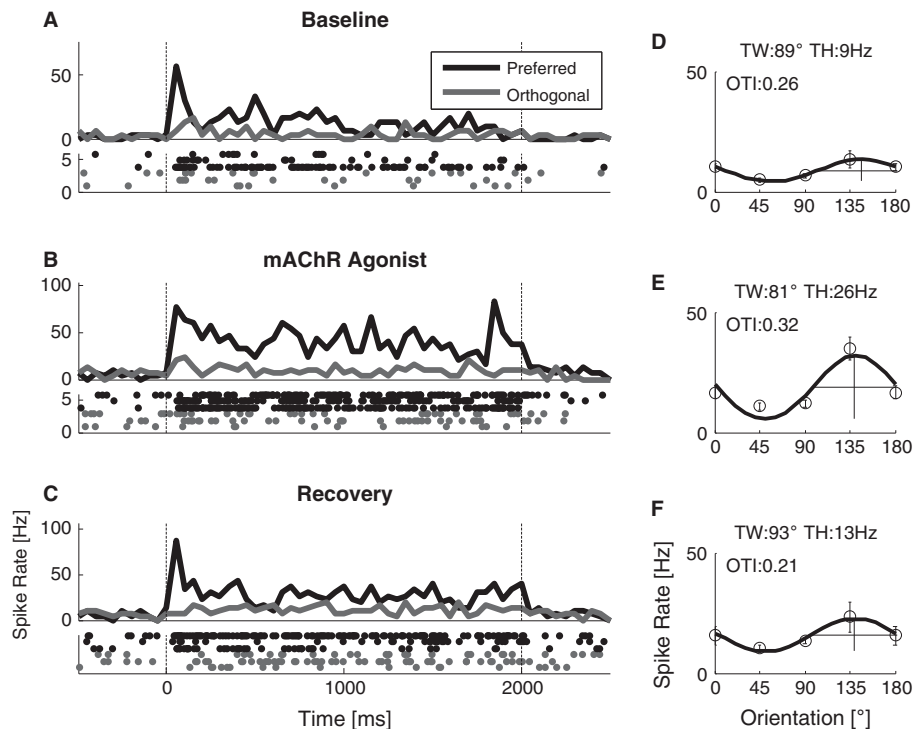 A
Baseline
50
0
5
0
Preferred
Orthogonal
B
mAChR Agonist
100
50
0
5
0
C
Recovery
100
50
0
Spike Rate [Hz]
0
1000
2000
Time [ms]
D
TW:89° TH:9Hz
OTI:0.26
50
0
0 45 90 135 180
E
TW:81° TH:26Hz
OTI:0.32
50
0
0 45 90 135 180
F
TW:93° TH:13Hz
OTI:0.21
50
0
Spike Rate [Hz]
0 45 90 135 180
Orientation [°]